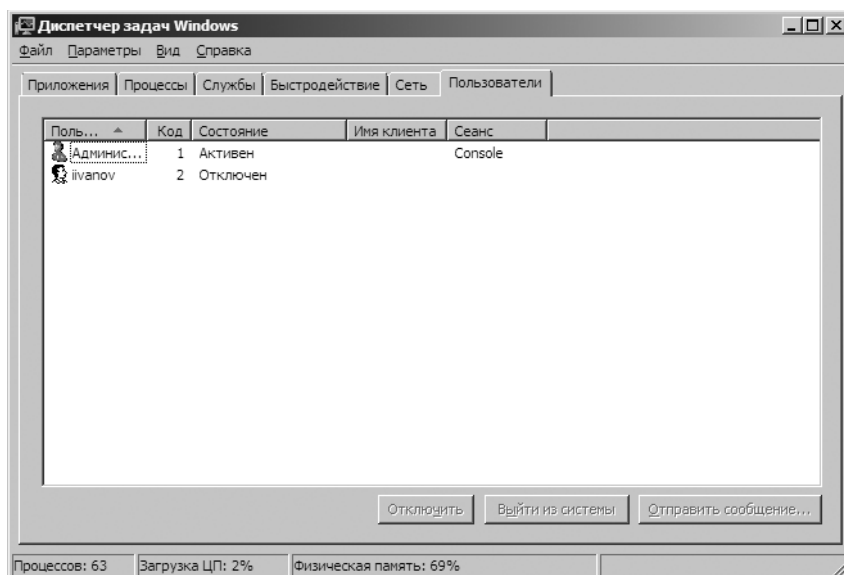 Диспетчер задач Windows
Файл Параметры Вид Справка
Приложения Процессы Службы Быстродействие Сеть Пользователи
Поль... Код Состояние Имя клиента Сеанс
Админис... 1 Активен Console
iivanov 2 Отключен
Отключить Выйти из системы Отправить сообщение...
Процессов: 63 Загрузка ЦП: 2% Физическая память: 69%